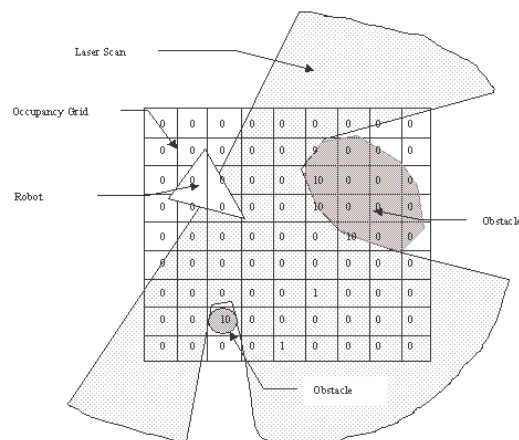 Laser Scan
Occupancy Grid
0 0 0 0 0 0 0 0 0
0 0 0 0 0 9 0 0 0
Robot
0 0 0 0 0 10 0 0 0
0 0 0 0 0 10 0 0 0
Obstacle
0 0 0 0 0 0 10 0 0
0 0 0 0 0 0 0 0 0
0 0 0 0 0 1 0 0 0
0 0 10 0 0 0 0 0 0
0 0 0 0 1 0 0 0 0
Obstacle